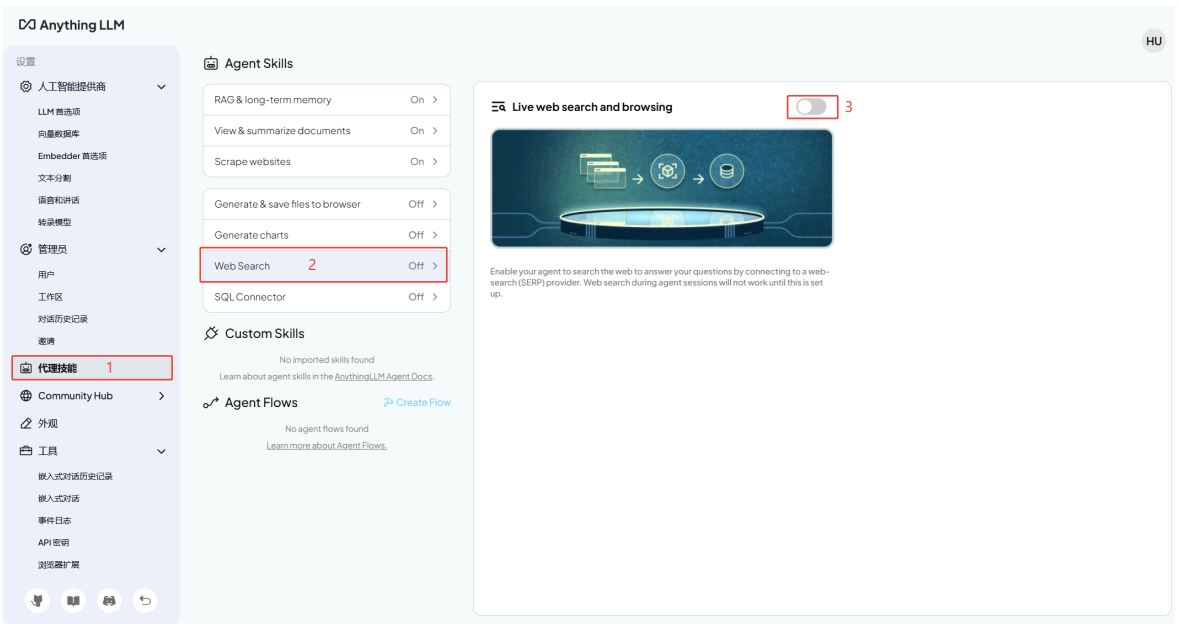 Anything LLM
HU
设置
人工智能提供商
LLM 首选项
向量数据库
Embedder 首选项
文本分割
语音和讲话
转录模型
管理员
用户
工作区
对话历史记录
邀请
代理技能 1
Community Hub
外观
工具
嵌入式对话历史记录
嵌入式对话
事件日志
API 密钥
浏览器扩展
Agent Skills
RAG & long-term memory On
View & summarize documents On
Scrape websites On
Generate & save files to browser Off
Generate charts Off
Web Search 2 Off
SQL Connector Off
Custom Skills
No imported skills found
Learn about agent skills in the AnythingLLM Agent Docs.
Agent Flows Create Flow
No agent flows found
Learn more about Agent Flows.
Live web search and browsing 3
Enable your agent to search the web to answer your questions by connecting to a web-
search (SERP) provider. Web search during agent sessions will not work until this is set
up.